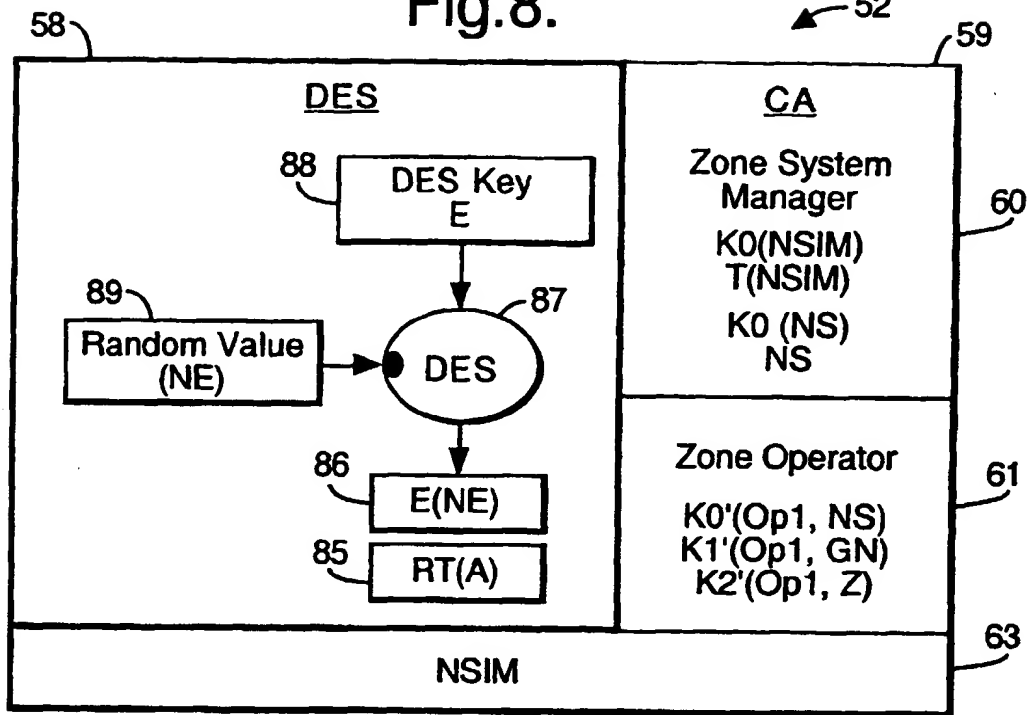 Fig.8.
52
58
59
DES
CA
88
DES Key
E
Zone System
Manager
60
K0(NSIM)
T(NSIM)
K0 (NS)
NS
89
Random Value
(NE)
87
DES
86
E(NE)
85
RT(A)
Zone Operator
61
K0'(Op1, NS)
K1'(Op1, GN)
K2'(Op1, Z)
63
NSIM